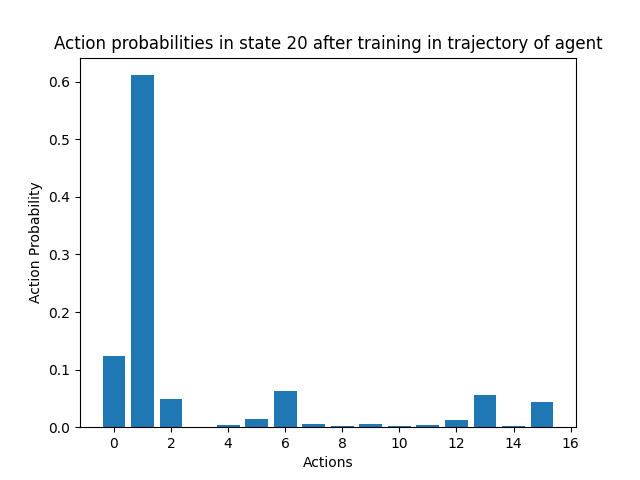 Action probabilities in state 20 after training in trajectory of agent
0.6
0.5
0.4
0.3
0.2
0.1
0.0
Action Probability
0 2 4 6 8 10 12 14 16
Actions